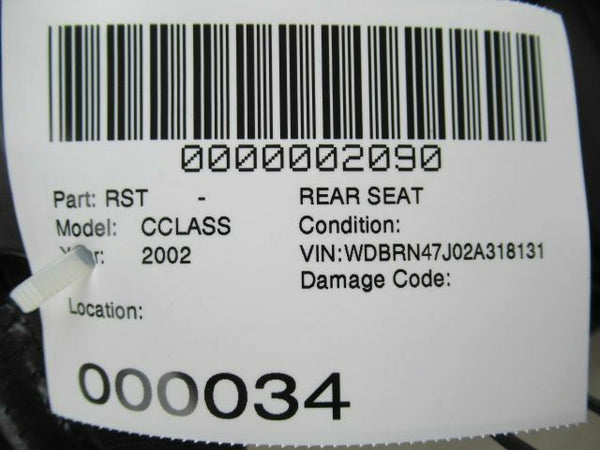 0000002090
Part: RST - REAR SEAT
Model: CCLASS Condition:
2002 VIN:WDBRN47J02A318131
Damage Code:
Location:
000034